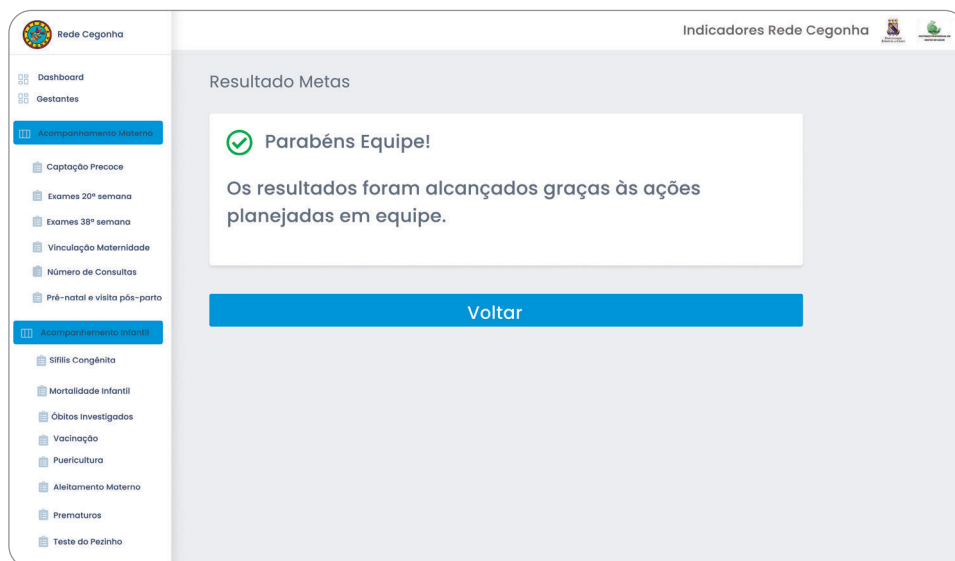 Rede Cegonha
Indicadores Rede Cegonha
Dashboard
Gestantes
Acompanhamento Materno
Captação Precoce
Exames 20ª semana
Exames 38ª semana
Vinculação Maternidade
Número de Consultas
Pré-natal e visita pós-parto
Acompanhemento Infantil
Sífilis Congênita
Mortalidade Infantil
Óbitos Investigados
Vacinação
Puericultura
Aleitamento Materno
Prematuros
Teste do Pezinho
Resultado Metas
Parabéns Equipe!
Os resultados foram alcançados graças às ações
planejadas em equipe.
Voltar